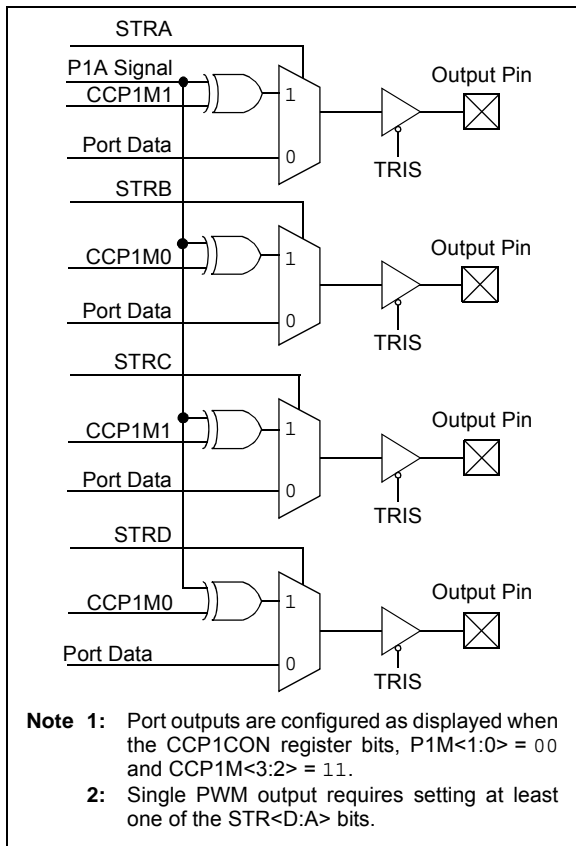 STRA
P1A Signal
Output Pin
CCP1M1
1
Port Data
0
TRIS
STRB
Output Pin
CCP1M0
1
Port Data
0
TRIS
STRC
Output Pin
CCP1M1
1
Port Data
0
TRIS
STRD
Output Pin
CCP1M0
1
Port Data
0
TRIS
Note 1: Port outputs are configured as displayed when
the CCP1CON register bits, P1M<1:0> = 00
and CCP1M<3:2> = 11.
2: Single PWM output requires setting at least
one of the STR<D:A> bits.